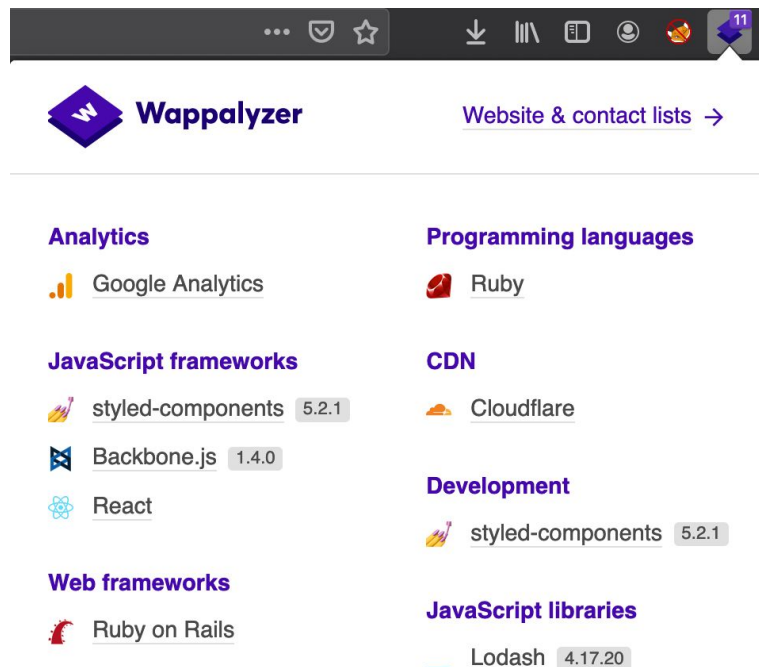 11
W Wappalyzer
Website & contact lists →
Analytics
Google Analytics
JavaScript frameworks
styled-components 5.2.1
Backbone.js 1.4.0
React
Web frameworks
Ruby on Rails
Programming languages
Ruby
CDN
Cloudflare
Development
styled-components 5.2.1
JavaScript libraries
Lodash 4.17.20